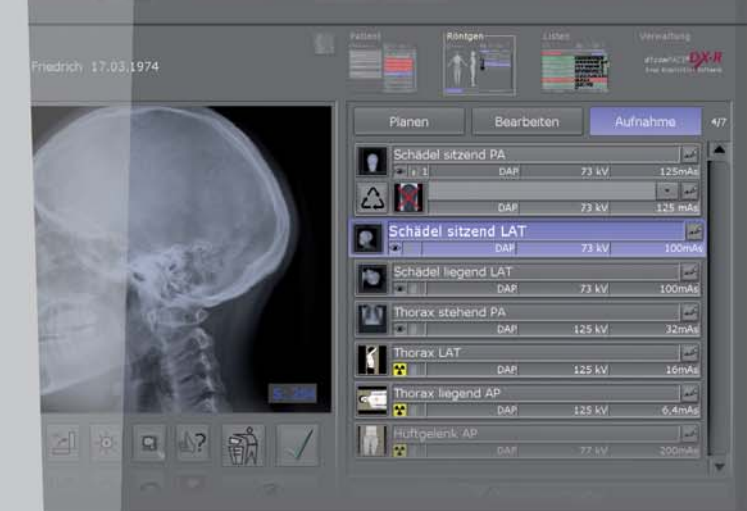 Patient
Röntgen
Listen
Verwaltung
Friedrich 17.03.1974
DX-R
Planen
Bearbeiten
Aufnahme
4/7
Schädel sitzend PA
DAP 73 kV 125mAs
DAP 73 kV 125 mAs
Schädel sitzend LAT
DAP 73 kV 100mAs
Schädel liegend LAT
DAP 73 kV 100mAs
Thorax stehend PA
DAP 125 kV 32mAs
Thorax LAT
DAP 125 kV 16mAs
Thorax liegend AP
DAP 125 kV 6,4mAs
Hüftgelenk AP
DAP 77 kV 200mAs
?